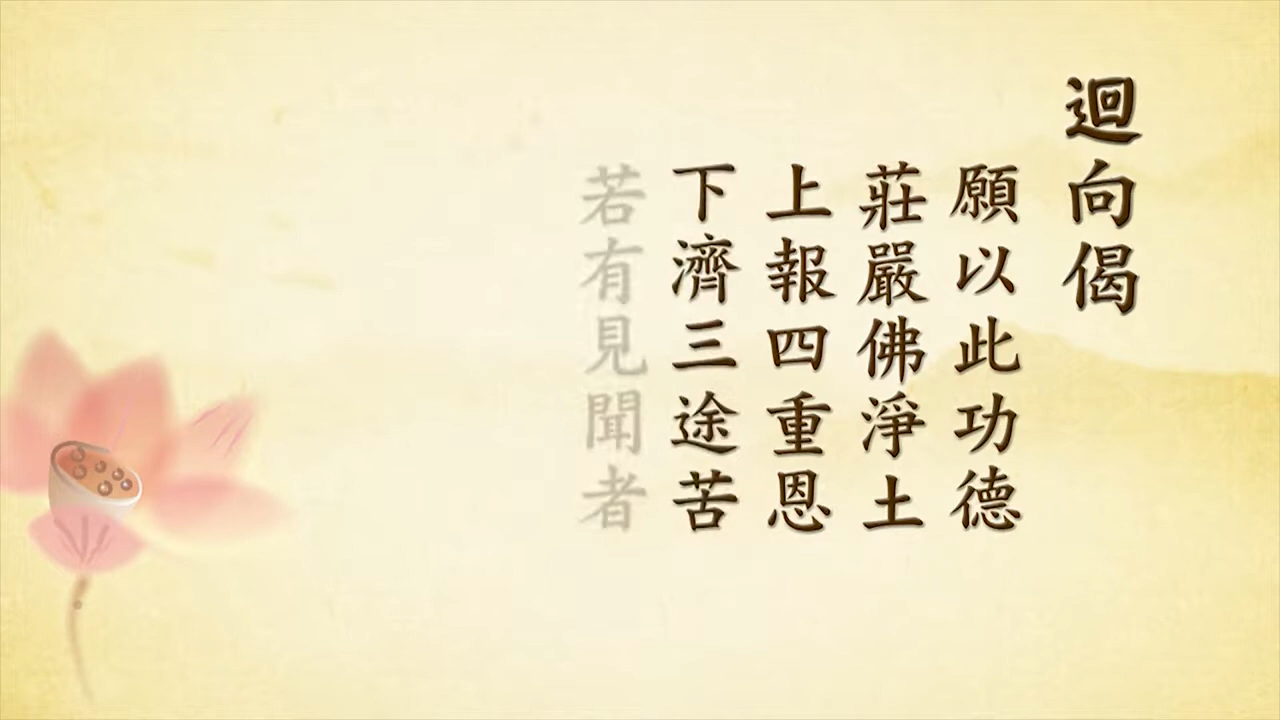 迴向偈
願以此功德
莊嚴佛淨土
上報四重恩
下濟三途苦
若有見聞者